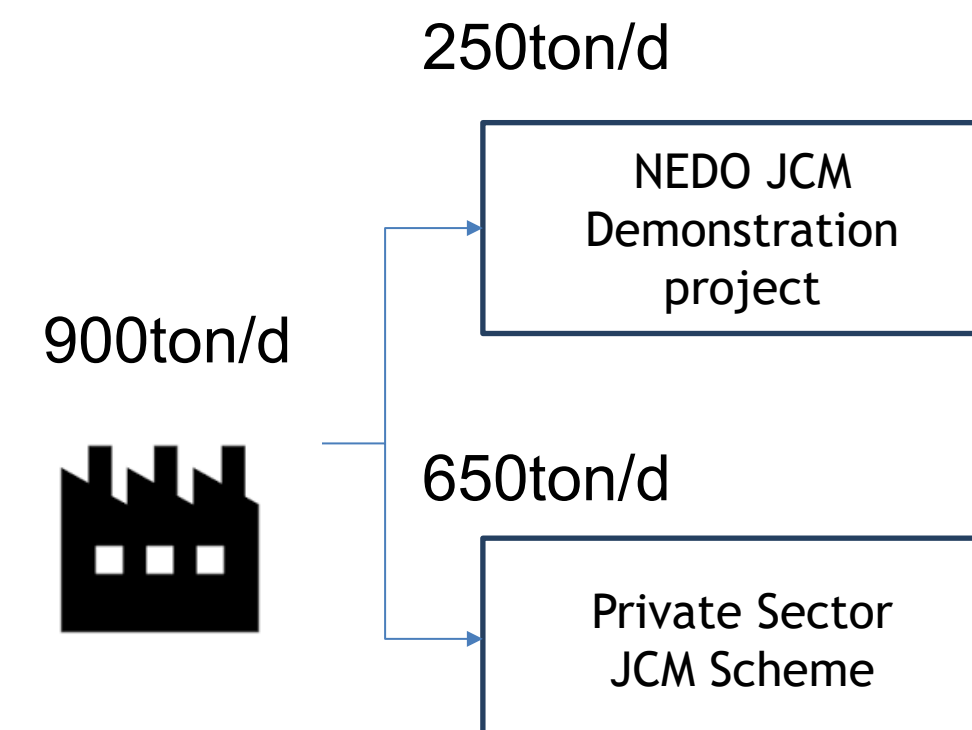 250ton/d
NEDO JCM
Demonstration
project
900ton/d
650ton/d
Private Sector
JCM Scheme